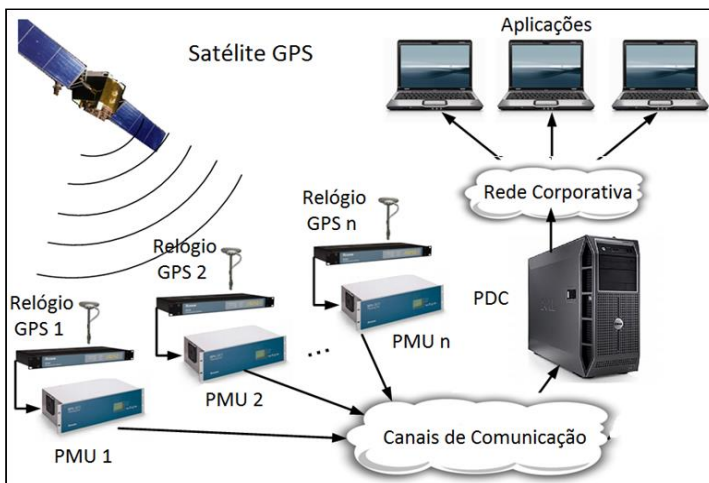 Aplicações
Satélite GPS
Relógio
GPS n
Rede Corporativa
Relógio
GPS 2
PDC
Relógio
GPS 1
PMU n
...
PMU 2
Canais de Comunicação
PMU 1